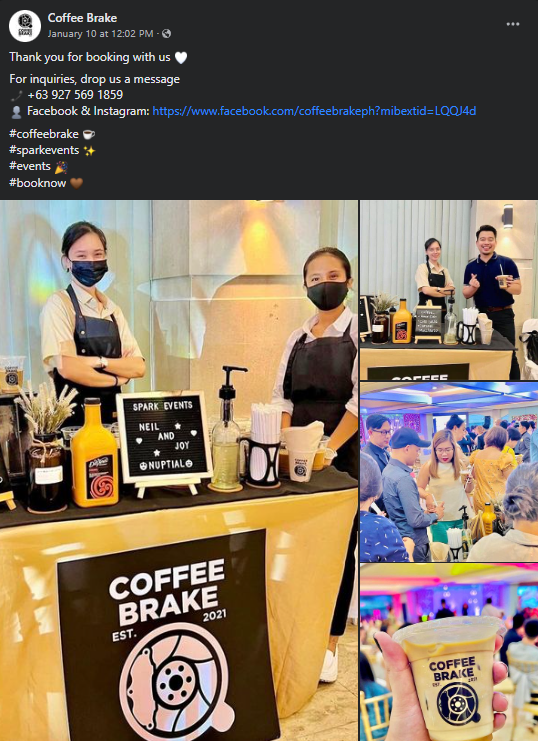 Coffee Brake
January 10 at 12:02 PM ·
Thank you for booking with us 🤍
For inquiries, drop us a message
📞 +63 927 569 1859
👤 Facebook & Instagram: https://www.facebook.com/coffeebrakeph?mibextid=LQQJ4d
#coffeebrake ☕
#sparkevents ✨
#events 🎉
#booknow 🤎
SPARK EVENTS
NEIL
AND
JOY
NUPTIAL
DaVinci
COFFEE
BRAKE
EST. 2021
COFFEE
COFFEE
BRAKE